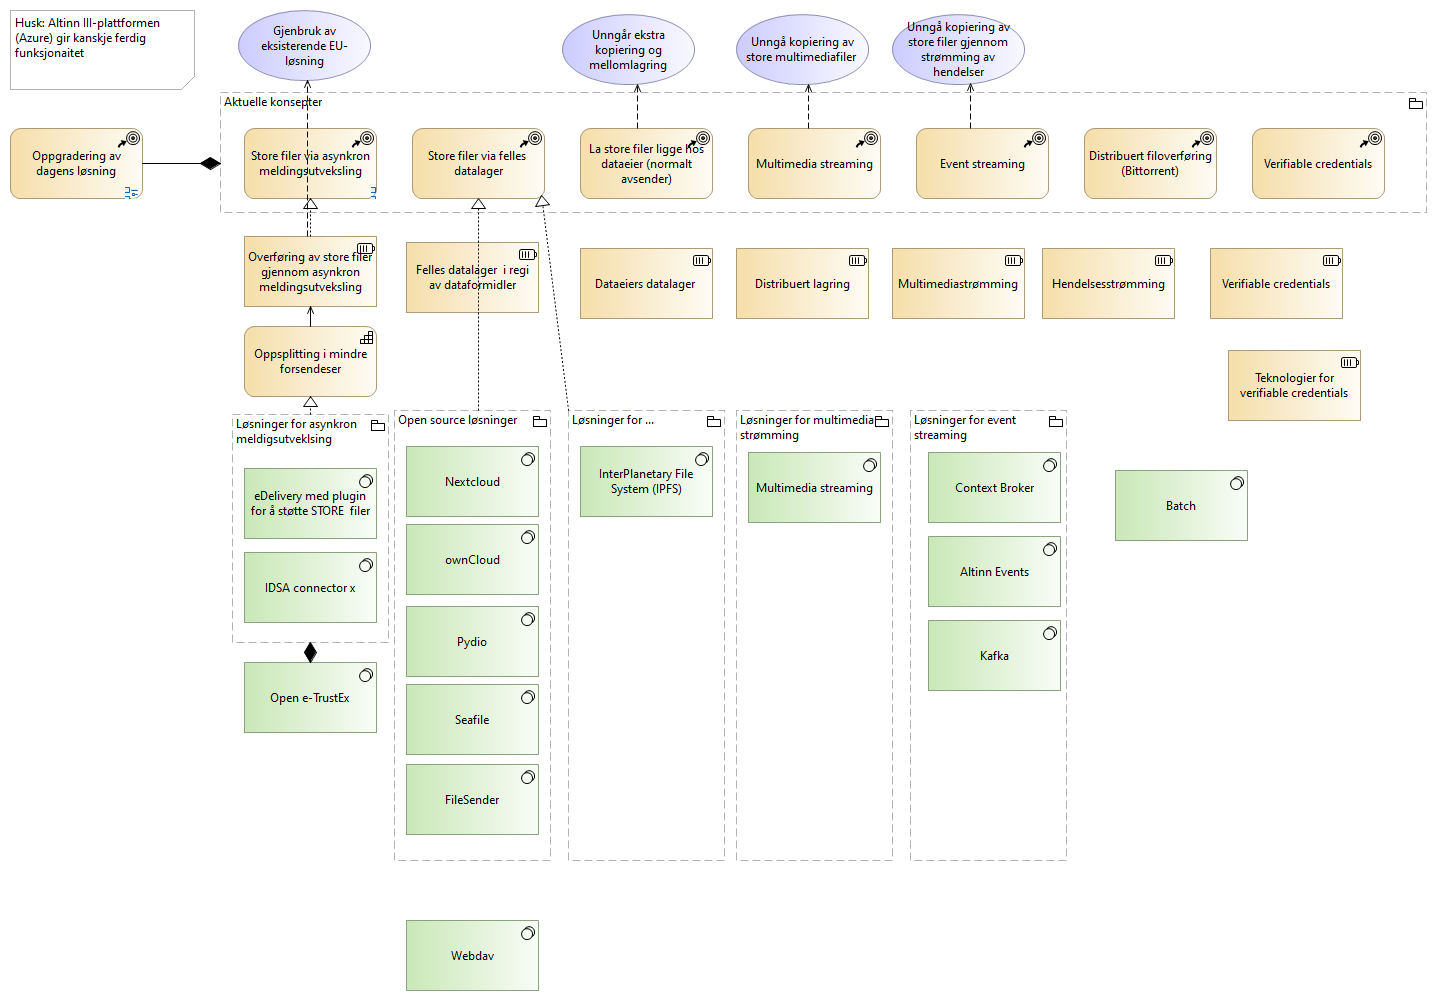 Husk: Altinn III-plattformen
(Azure) gir kanskje ferdig
funksjonaitet
Gjenbruk av
eksisterende EU-
løsning
Unngår ekstra
kopiering og
mellomlagring
Unngå kopiering av
store multimediafiler
Unngå kopiering av
store filer gjennom
strømming av
hendelser
Aktuelle konsepter
Oppgradering av
dagens løsning
Store filer via asynkron
meldingsutveksling
Store filer via felles
datalager
La store filer ligge hos
dataeier (normalt
avsender)
Multimedia streaming
Event streaming
Distribuert filoverføring
(Bittorrent)
Verifiable credentials
Overføring av store filer
gjennom asynkron
meldingsutveksling
Felles datalager  i regi
av dataformidler
Dataeiers datalager
Distribuert lagring
Multimediastrømming
Hendelsesstrømming
Verifiable credentials
Oppsplitting i mindre
forsendeser
Teknologier for
verifiable credentials
Løsninger for asynkron
meldigsutveklsing
Open source løsninger
Løsninger for ...
Løsninger for multimedia
strømming
Løsninger for event
streaming
eDelivery med plugin
for å støtte STORE  filer
IDSA connector x
Open e-TrustEx
Nextcloud
ownCloud
Pydio
Seafile
FileSender
InterPlanetary File
System (IPFS)
Multimedia streaming
Context Broker
Altinn Events
Kafka
Batch
Webdav